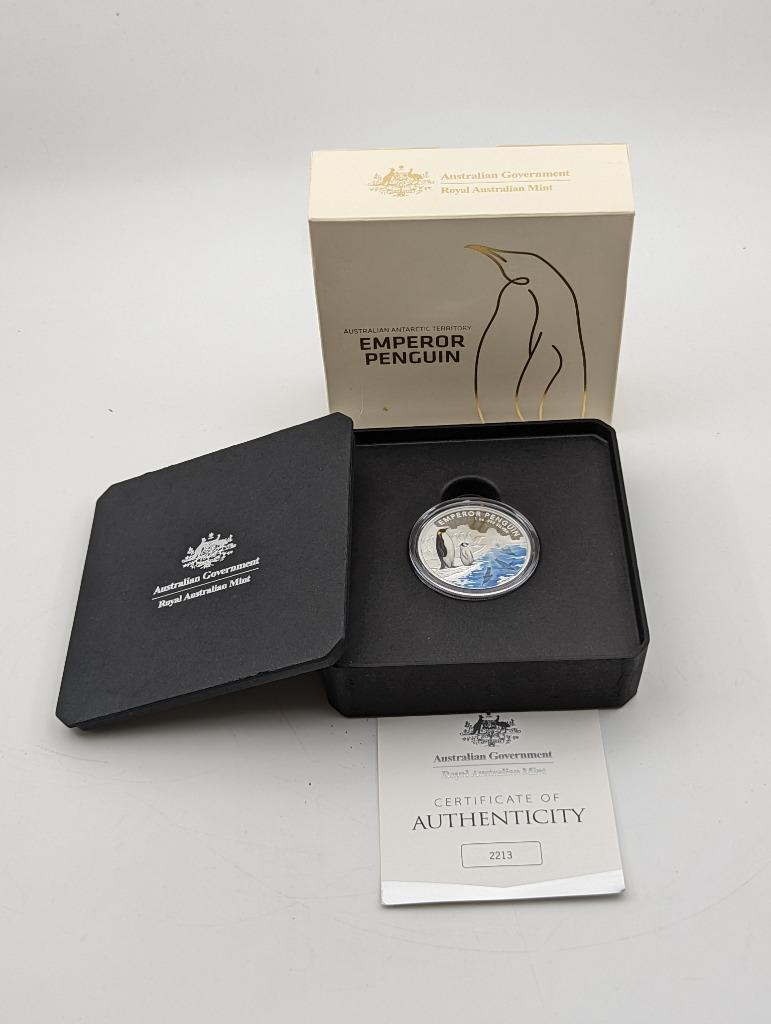 Australian Government
Royal Australian Mint
AUSTRALIAN ANTARCTIC TERRITORY
EMPEROR
PENGUIN
EMPEROR PENGUIN
Australian Government
Royal Australian Mint
Australian Government
Royal Australian Mint
CERTIFICATE OF
AUTHENTICITY
2213